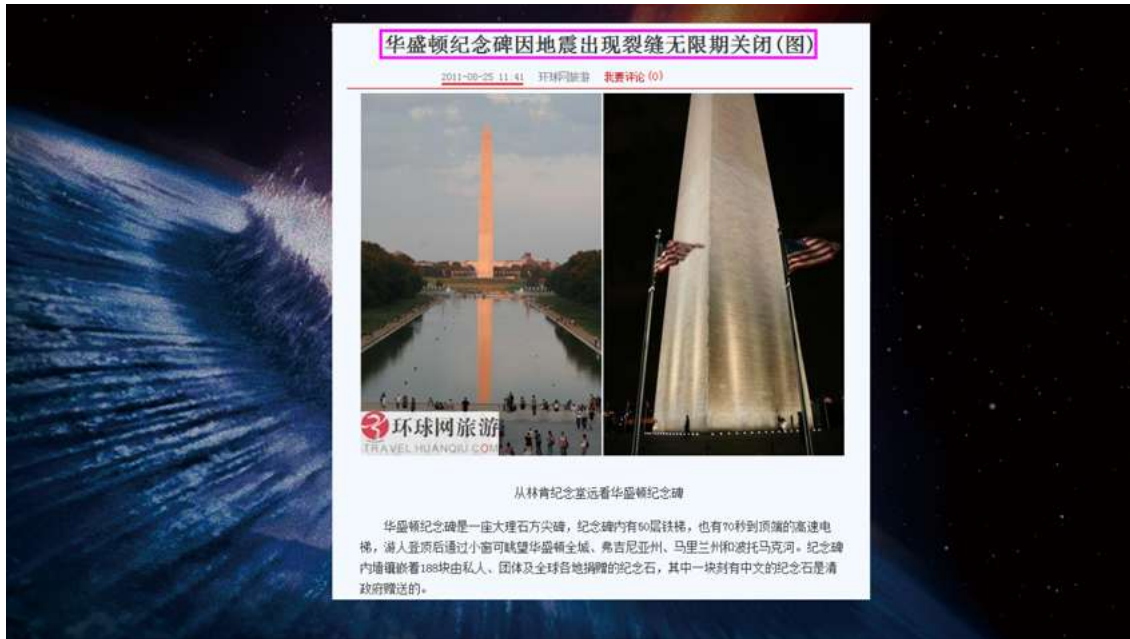 华盛顿纪念碑因地震出现裂缝无限期关闭(图)
2011-08-25 11:41 环球网旅游 我要评论(0)
环球网旅游
TRAVEL.HUANQIU.COM
从林肯纪念堂远看华盛顿纪念碑
华盛顿纪念碑是一座大理石方尖碑，纪念碑内有50层铁梯，也有70秒到顶端的高速电
梯，游人登顶后通过小窗可眺望华盛顿全城、弗吉尼亚州、马里兰州和波托马克河。纪念碑
内墙镶嵌着188块由私人、团体及全球各地捐赠的纪念石，其中一块刻有中文的纪念石是清
政府赠送的。